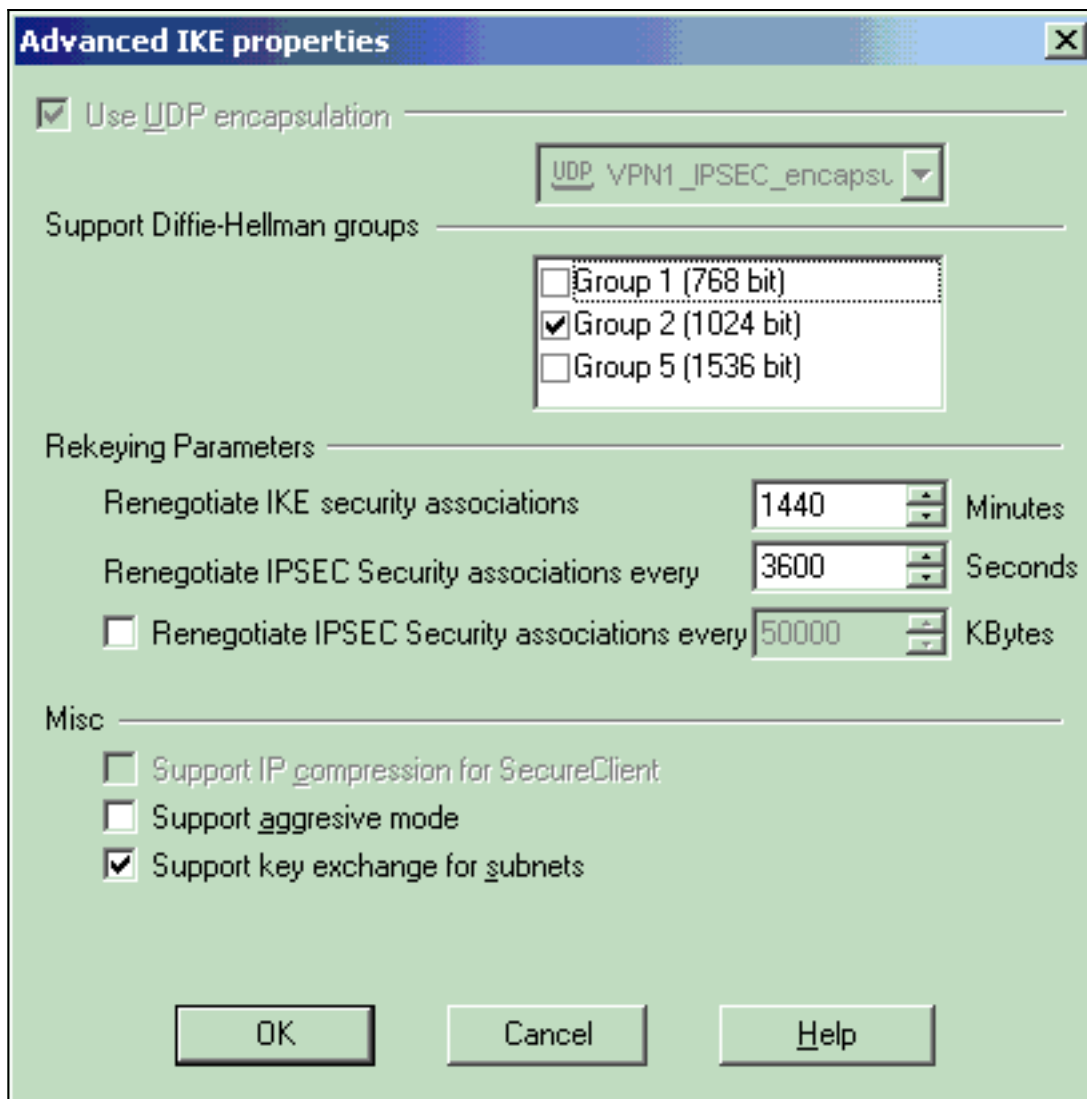 Advanced IKE properties
Use UDP encapsulation
UDP VPN1_IPSEC_encapsu
Support Diffie-Hellman groups
Group 1 (768 bit)
Group 2 (1024 bit)
Group 5 (1536 bit)
Rekeying Parameters
Renegotiate IKE security associations 1440 Minutes
Renegotiate IPSEC Security associations every 3600 Seconds
Renegotiate IPSEC Security associations every 50000 KBytes
Misc
Support IP compression for SecureClient
Support aggresive mode
Support key exchange for subnets
OK Cancel Help